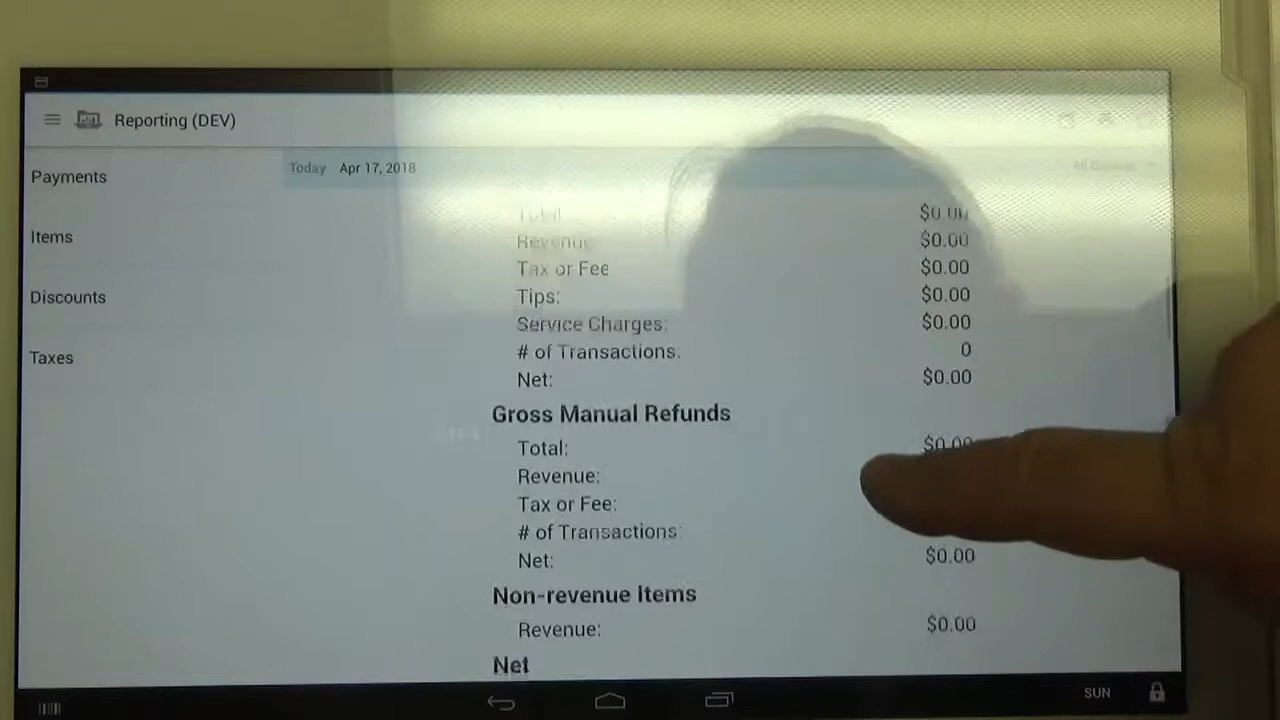 Reporting (DEV)
Payments
Items
Discounts
Taxes
Today Apr 17, 2018
Total $0.00
Revenue $0.00
Tax or Fee $0.00
Tips: $0.00
Service Charges: $0.00
# of Transactions: 0
Net: $0.00
Gross Manual Refunds
Total: $0.00
Revenue:
Tax or Fee:
# of Transactions:
Net: $0.00
Non-revenue Items
Revenue: $0.00
Net
SUN